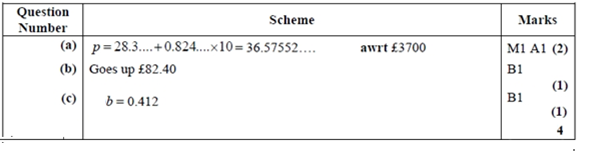 Question Number Scheme Marks
(a) p = 28.3....+0.824....×10 = 36.57552.... awrt £3700 M1 A1 (2)
(b) Goes up £82.40 B1
(1)
(c) b = 0.412 B1
(1)
4